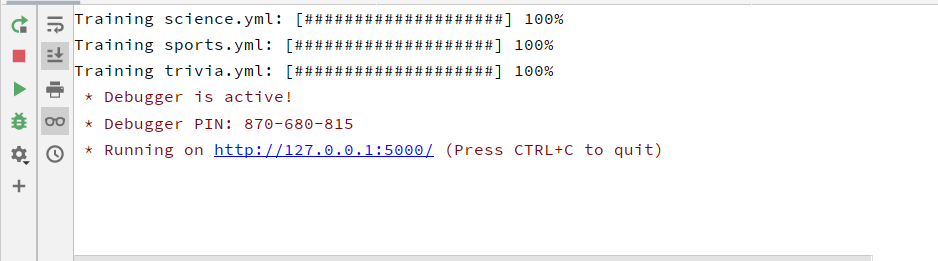 Training science.yml: [####################] 100%
Training sports.yml: [####################] 100%
Training trivia.yml: [####################] 100%
* Debugger is active!
* Debugger PIN: 870-680-815
* Running on http://127.0.0.1:5000/ (Press CTRL+C to quit)